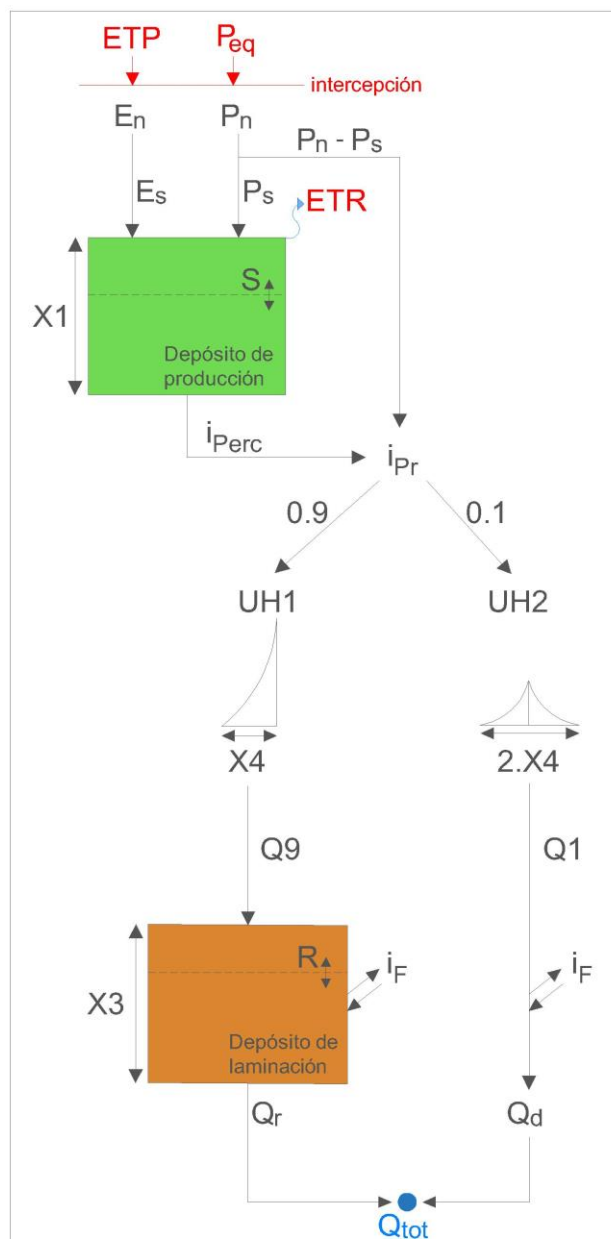 ETP
Peq
intercepción
En
Pn
Pn - Ps
Es
Ps
ETR
S
X1
Depósito de
producción
iPerc
iPr
0.9
0.1
UH1
UH2
X4
2.X4
Q9
Q1
R
iF
iF
X3
Depósito de
laminación
Qr
Qd
Qtot